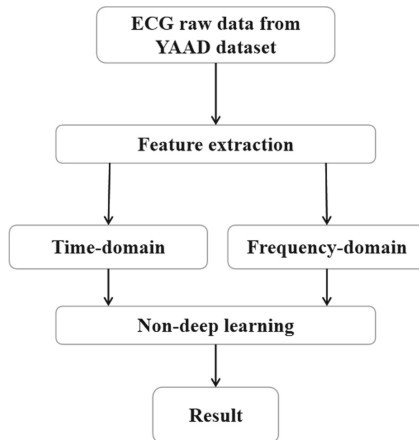 ECG raw data from
YAAD dataset
Feature extraction
Time-domain
Frequency-domain
Non-deep learning
Result